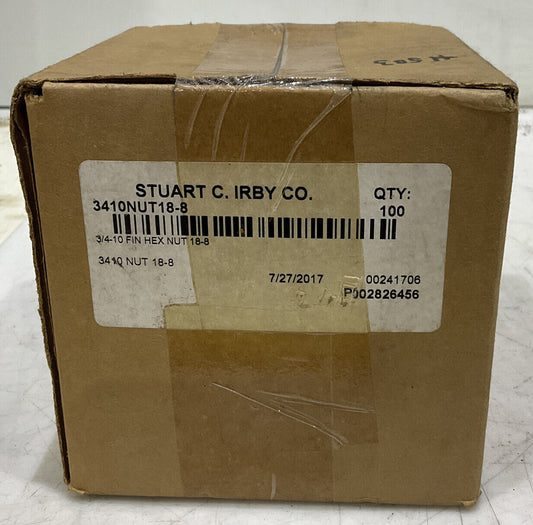 STUART C. IRBY CO. QTY:
3410NUT18-8 100
3/4-10 FIN HEX NUT 18-8
3410 NUT 18-8
7/27/2017 00241706
P002826456